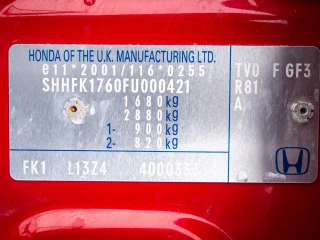 HONDA OF THE U.K. MANUFACTURING LTD.
e11*2001/116*0255
SHHFK1760FU000421
1680kg
2880kg
1- 900kg
2- 820kg
TVO F GF3
R81
A
FK1 L13Z4